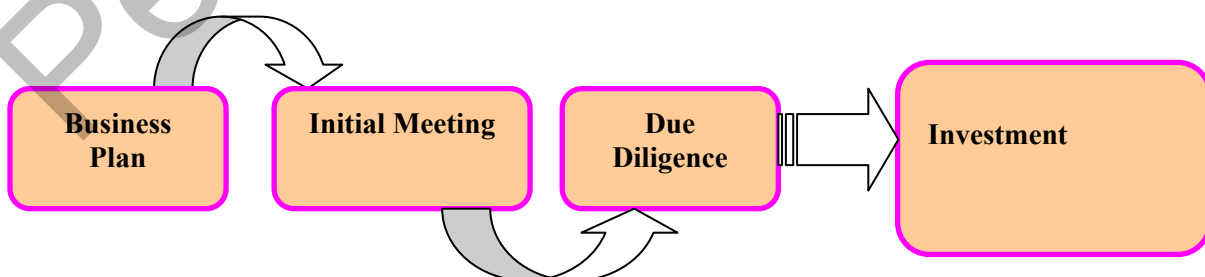 Business
Plan
Initial Meeting
Due
Diligence
Investment